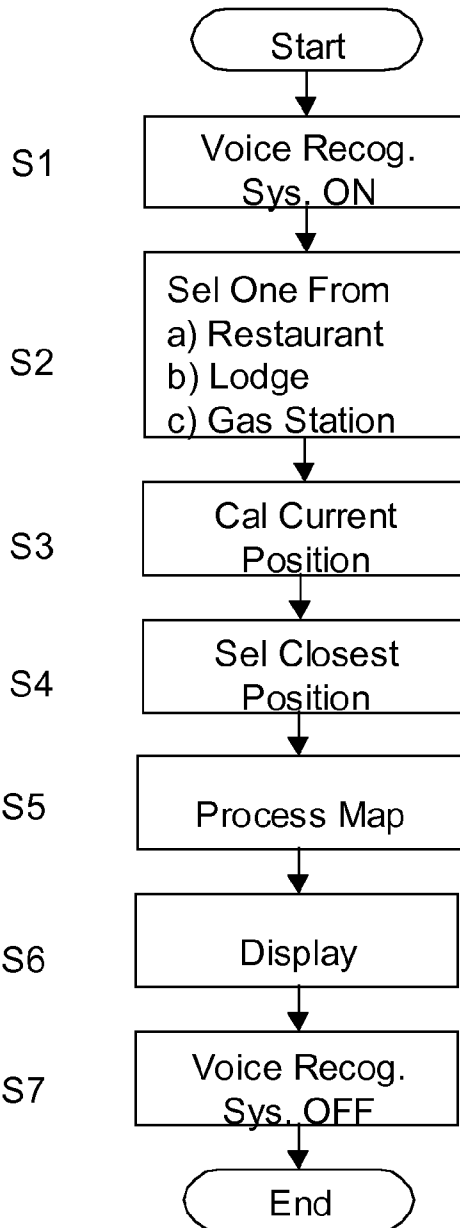 Start
S1
Voice Recog.
Sys. ON
S2
Sel One From
a) Restaurant
b) Lodge
c) Gas Station
S3
Cal Current
Position
S4
Sel Closest
Position
S5
Process Map
S6
Display
S7
Voice Recog.
Sys. OFF
End